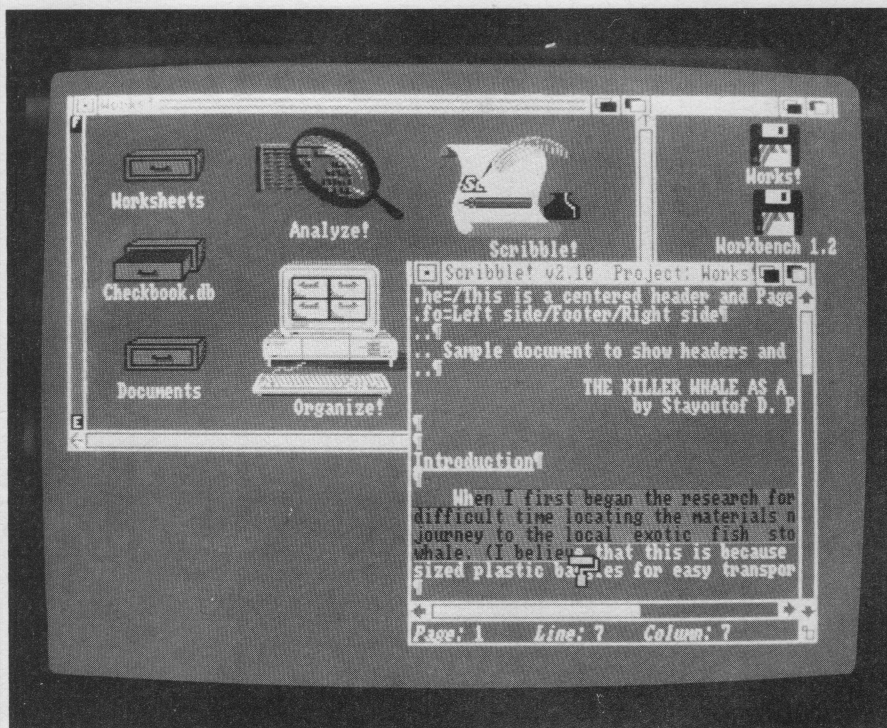 Works!
Worksheets
Analyze!
Scribble!
Works!
Workbench 1.2
Checkbook.db
Documents
Organize!
F
E
Scribble! v2.10 Project: Works!
.he=/This is a centered header and Page
.fo=Left side/Footer/Right side¶
..¶
.. Sample document to show headers and
..¶
THE KILLER WHALE AS A
by Stayoutof D. P
¶
¶
Introduction¶
¶
When I first began the research for
difficult time locating the materials n
journey to the local exotic fish sto
whale. (I believe that this is because
sized plastic baggies for easy transpor
¶
Page: 1 Line: 7 Column: 7